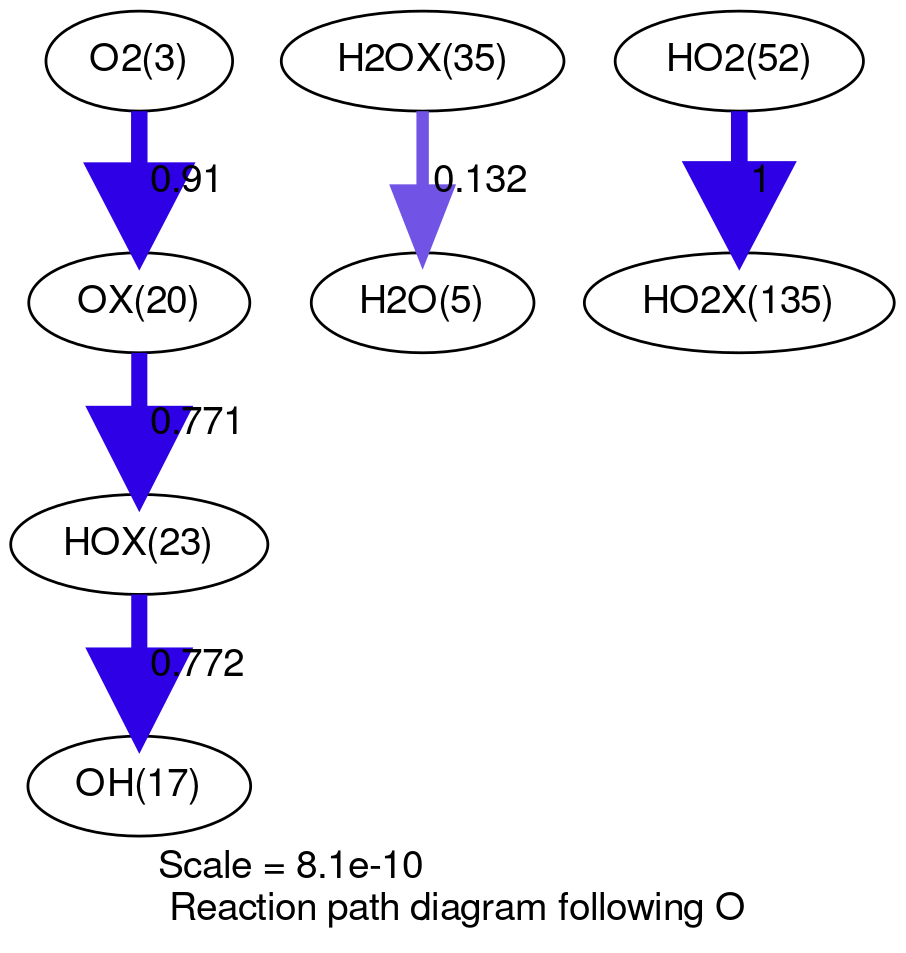 O2(3)
H2OX(35)
HO2(52)
0.91
0.132
1
OX(20)
H2O(5)
HO2X(135)
0.771
HOX(23)
0.772
OH(17)
Scale = 8.1e-10
Reaction path diagram following O